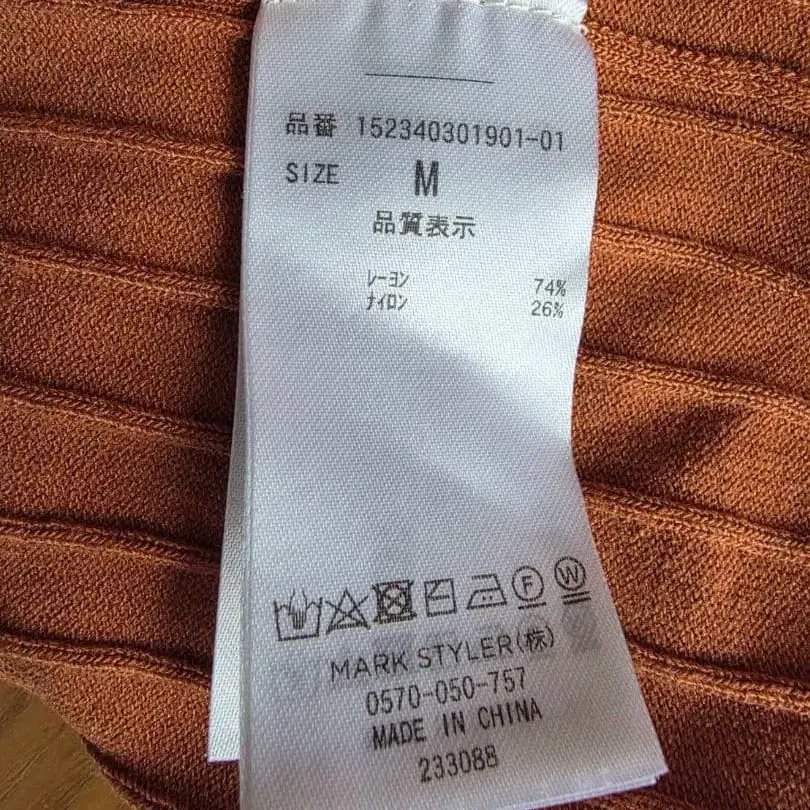 品番 152340301901-01
SIZE M
品質表示
レーヨン 74%
ナイロン 26%
F W
MARK STYLER(株)
0570-050-757
MADE IN CHINA
233088